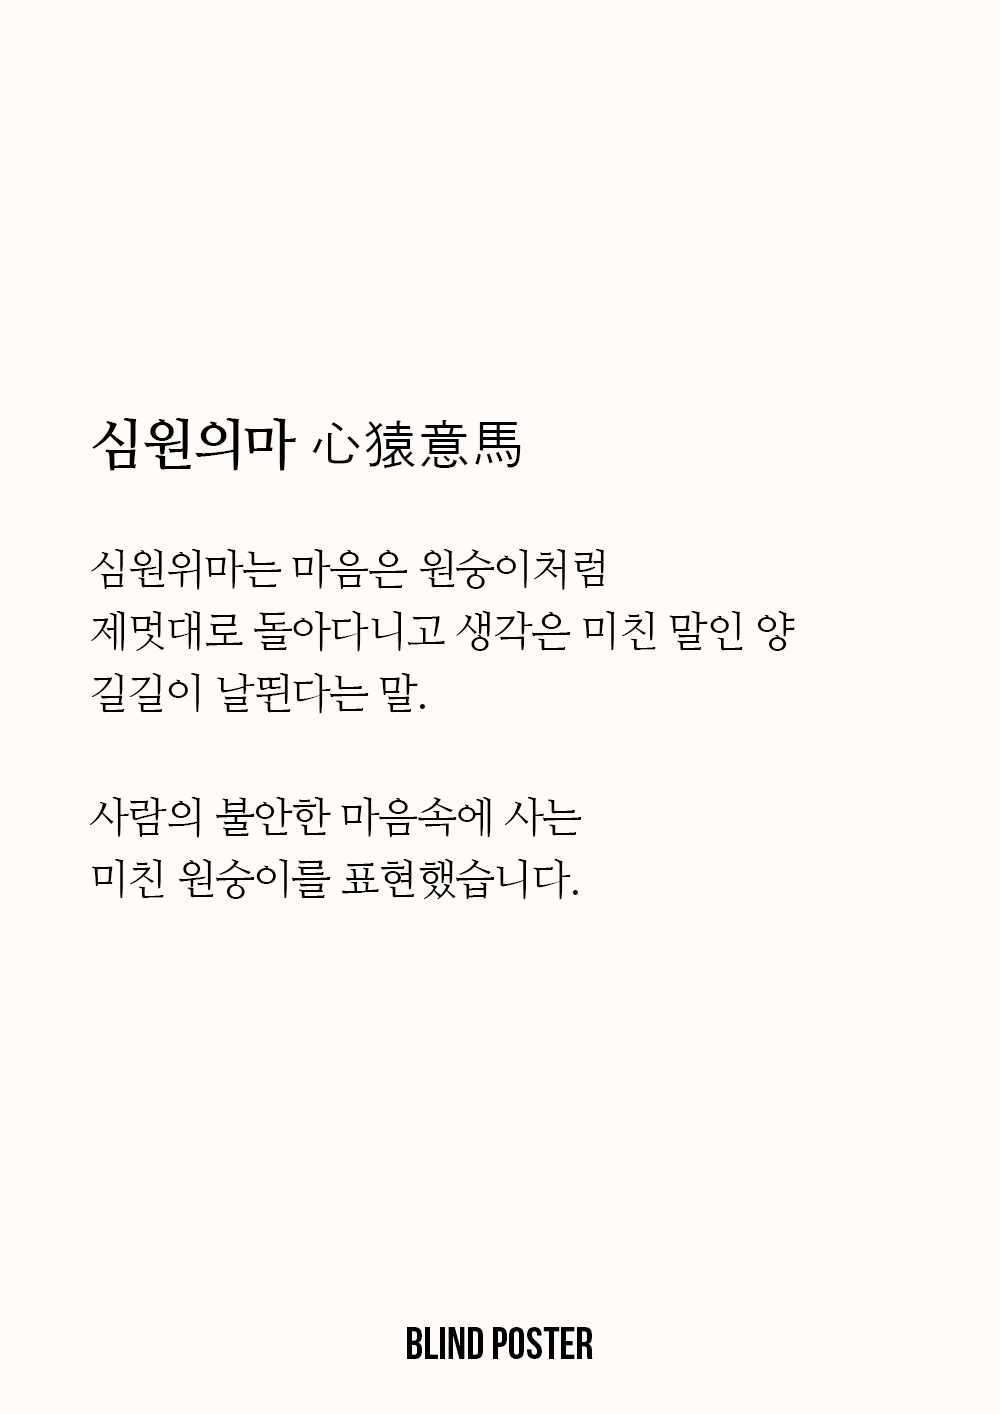 심원의마 心猿意馬
심원위마는 마음은 원숭이처럼
제멋대로 돌아다니고 생각은 미친 말인 양
길길이 날뛴다는 말.
사람의 불안한 마음속에 사는
미친 원숭이를 표현했습니다.
BLIND POSTER